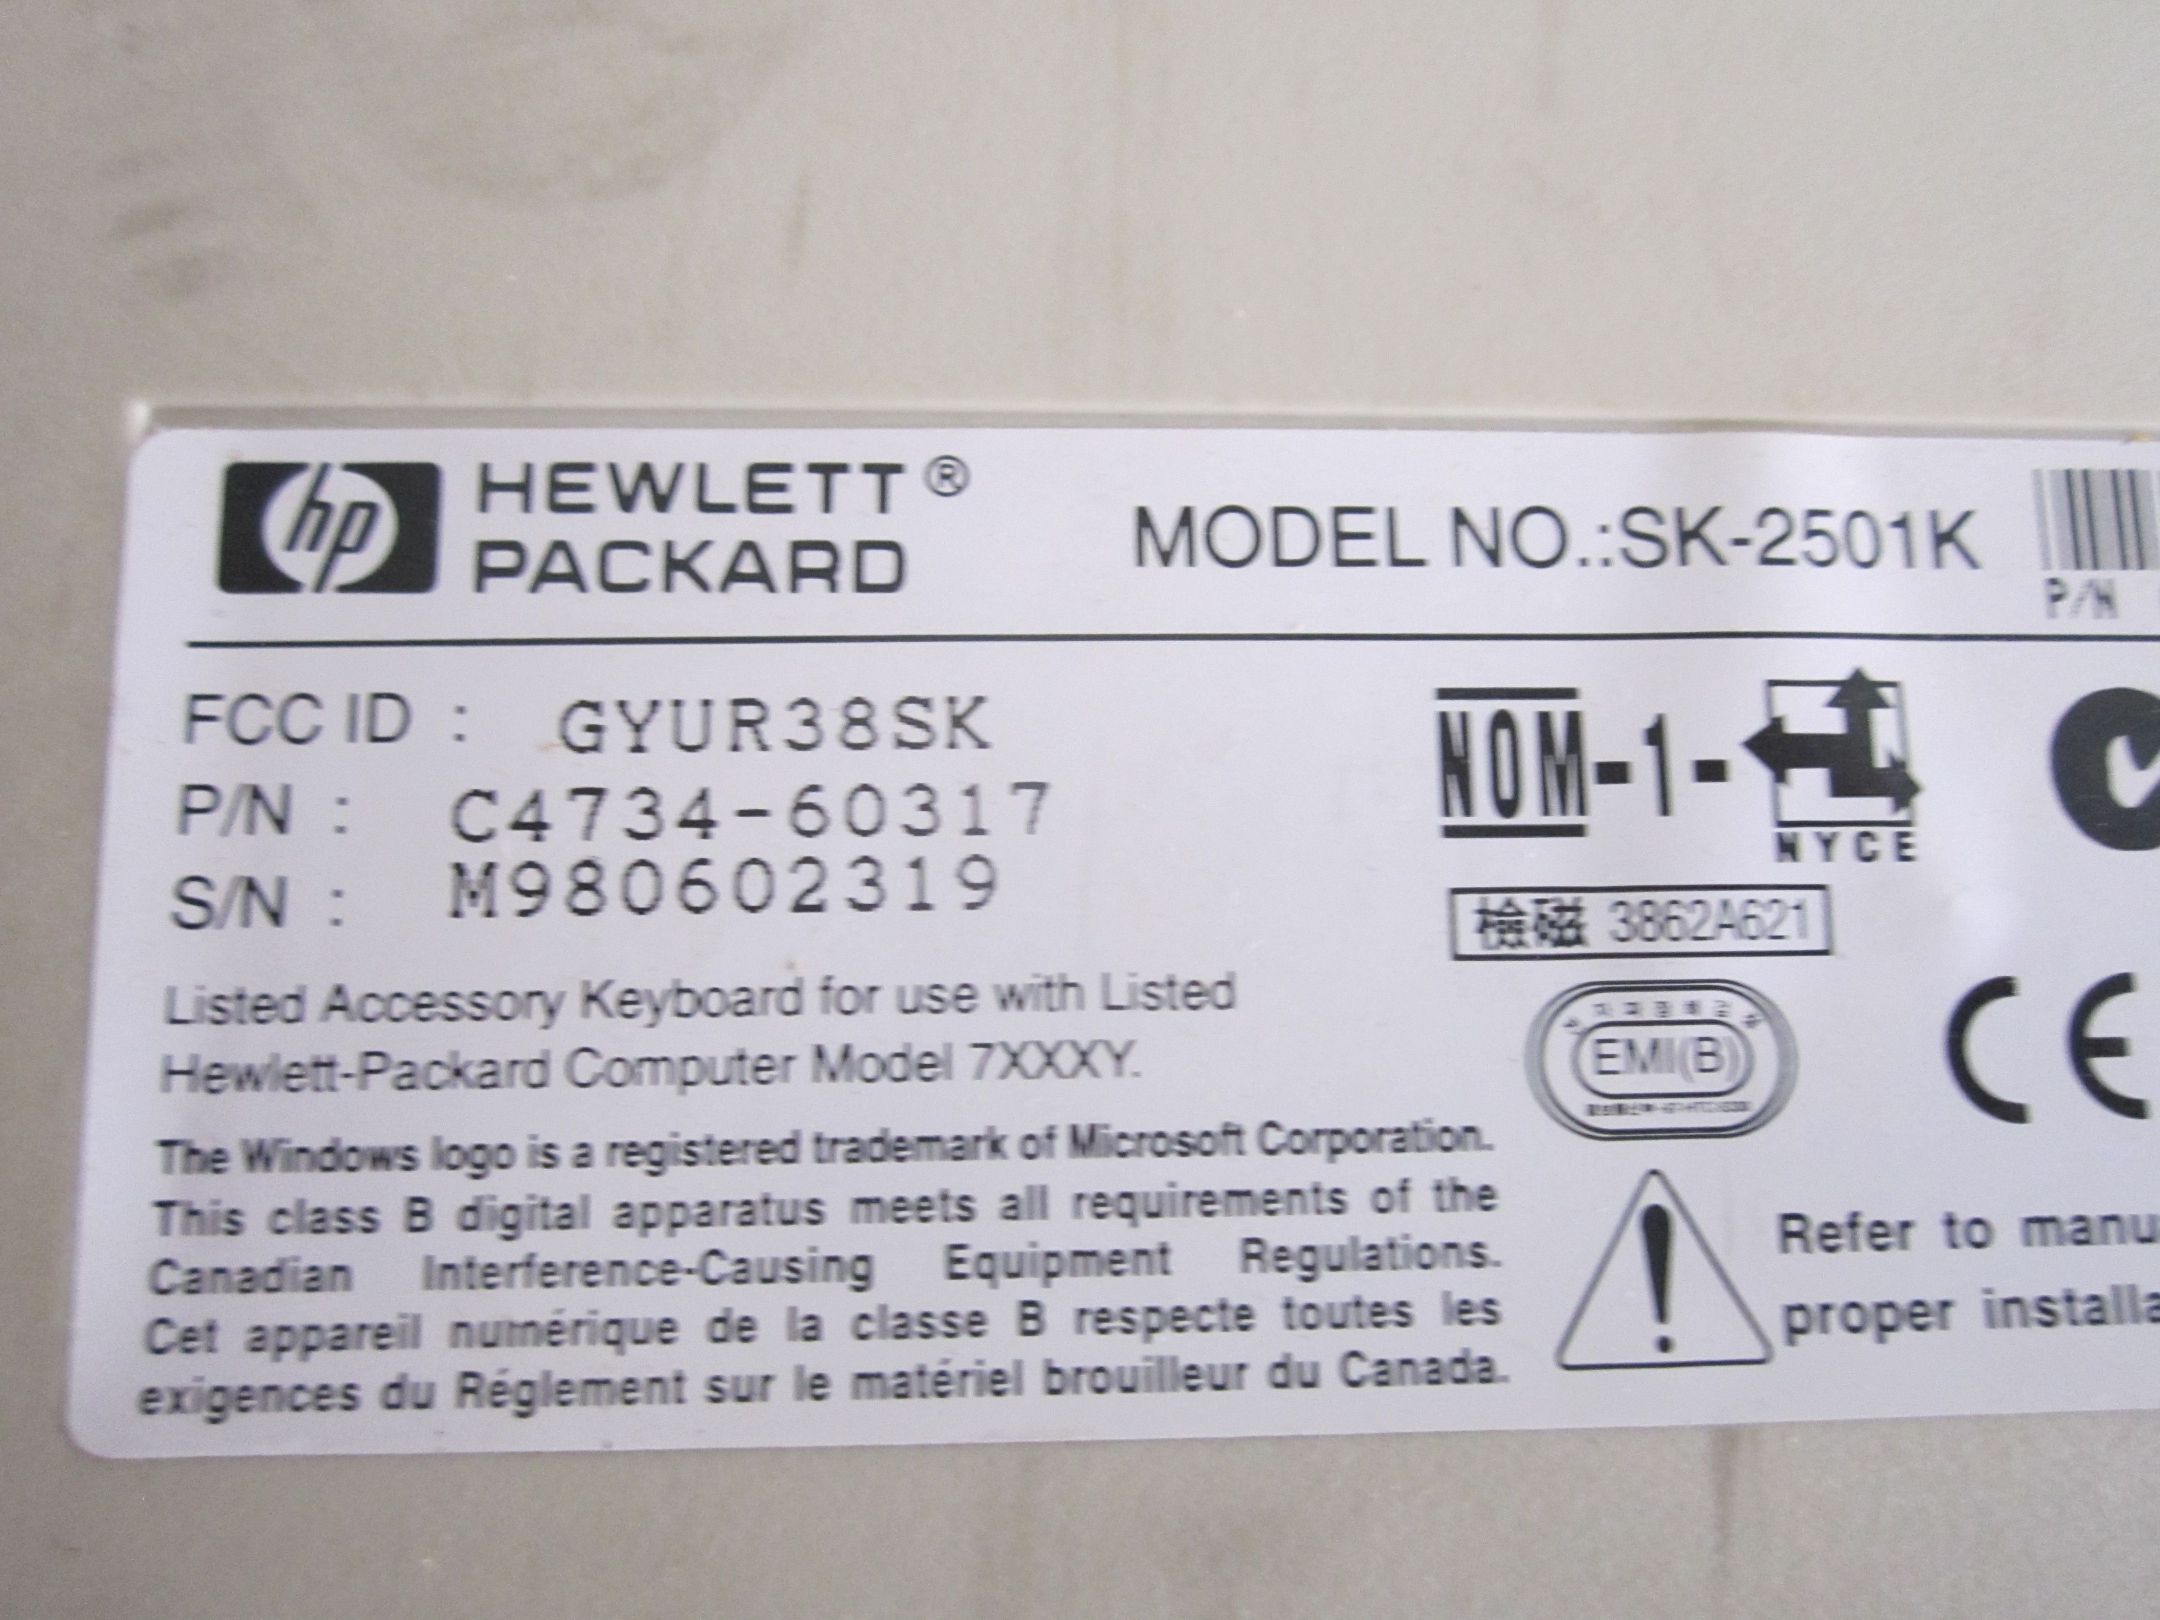 hp HEWLETT®
PACKARD
MODEL NO.:SK-2501K
P/N
FCC ID : GYUR38SK
P/N : C4734-60317
S/N : M980602319
NOM-1-
NYCE
檢磁 3862A621
EMI(B)
CE
Listed Accessory Keyboard for use with Listed
Hewlett-Packard Computer Model 7XXXY.
The Windows logo is a registered trademark of Microsoft Corporation.
This class B digital apparatus meets all requirements of the
Canadian Interference-Causing Equipment Regulations.
Cet appareil numérique de la classe B respecte toutes les
exigences du Réglement sur le matériel brouilleur du Canada.
Refer to manu
proper installa